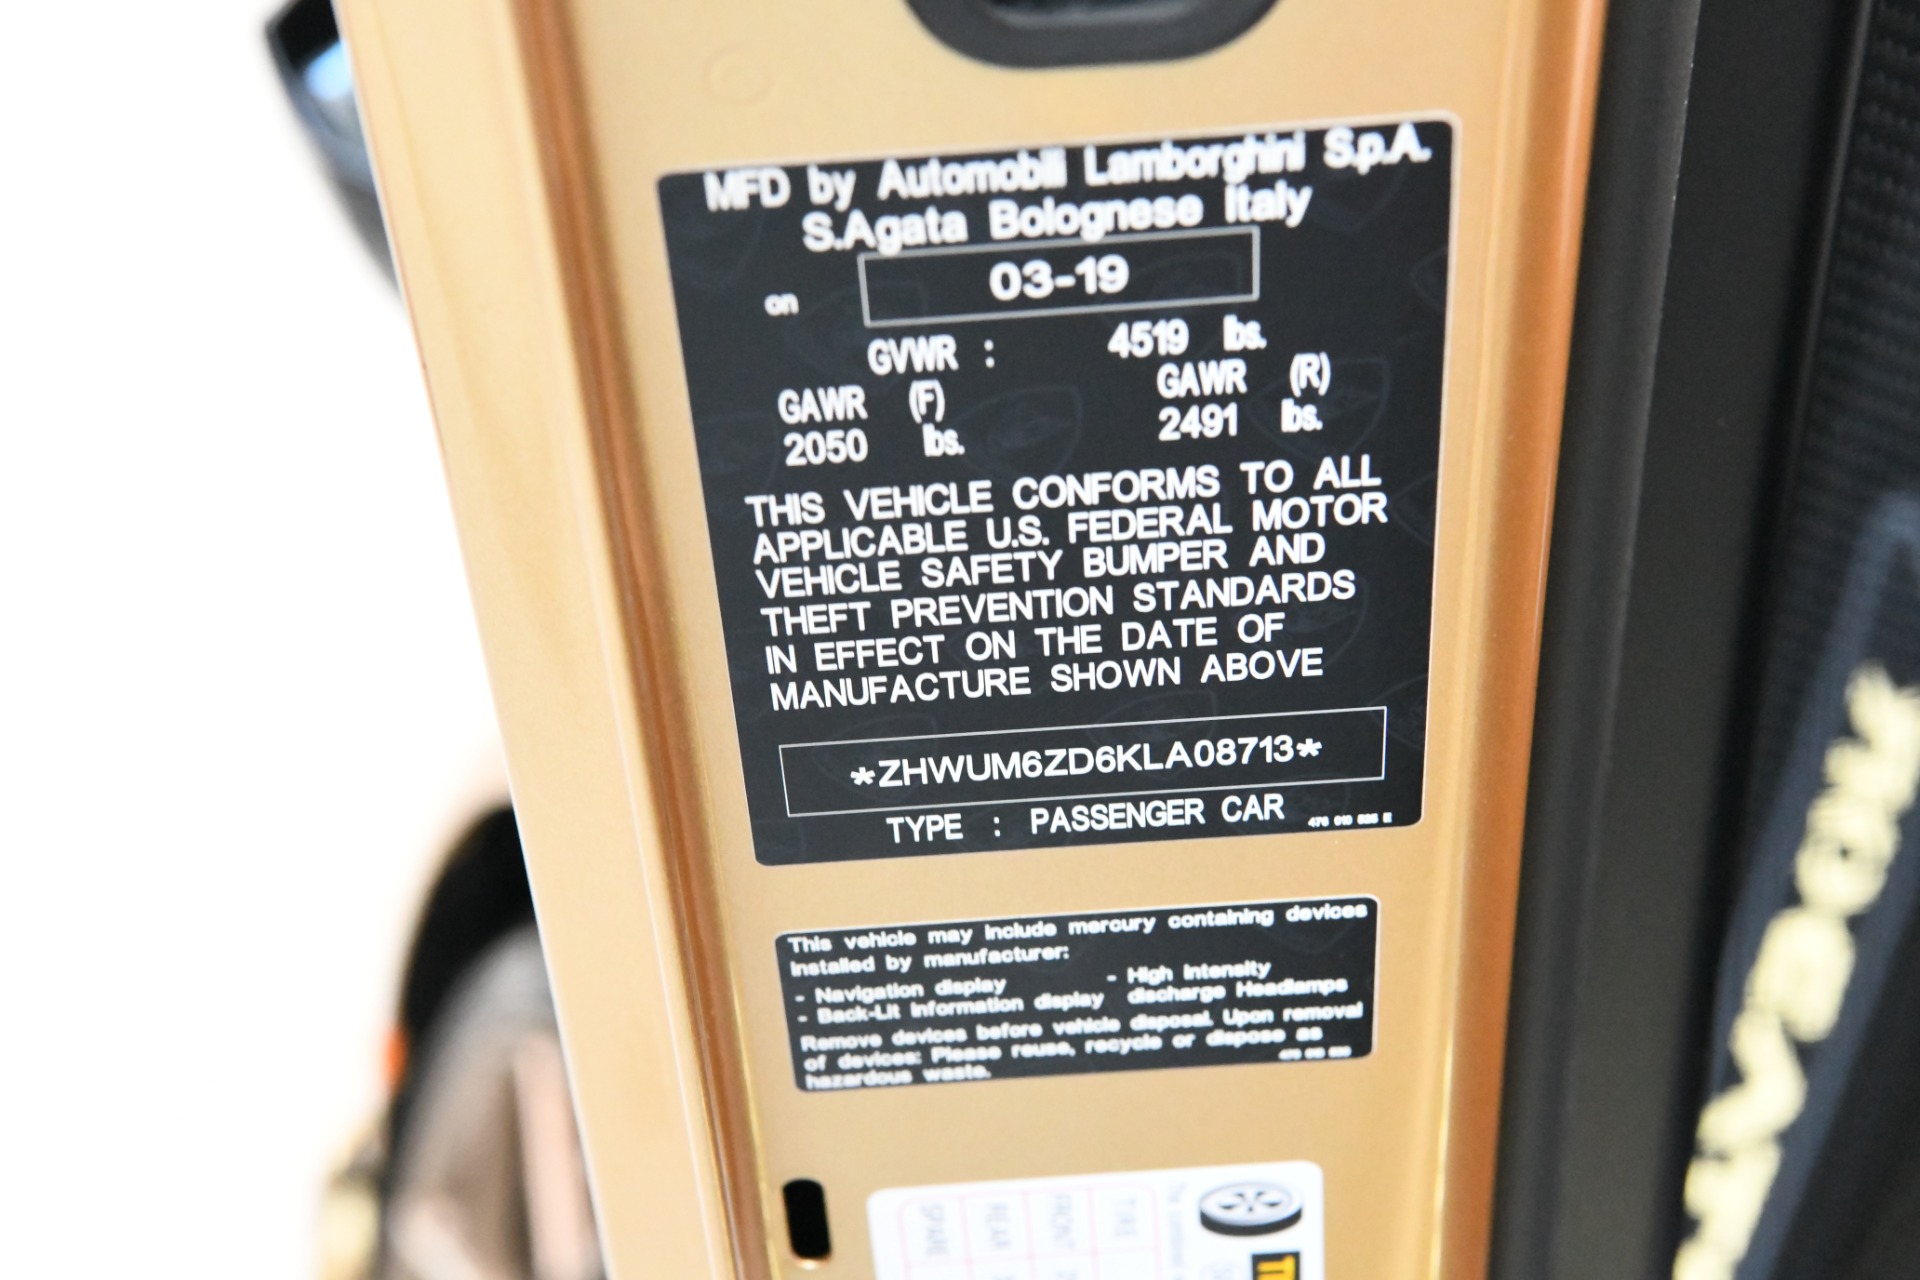 MFD by Automobili Lamborghini S.p.A.
S.Agata Bolognese Italy
on 03-19
GVWR : 4519 lbs.
GAWR (F) GAWR (R)
2050 lbs. 2491 lbs.
THIS VEHICLE CONFORMS TO ALL
APPLICABLE U.S. FEDERAL MOTOR
VEHICLE SAFETY BUMPER AND
THEFT PREVENTION STANDARDS
IN EFFECT ON THE DATE OF
MANUFACTURE SHOWN ABOVE
*ZHWUM6ZD6KLA08713*
TYPE : PASSENGER CAR
This vehicle may include mercury containing devices
installed by manufacturer:
- Navigation display - High Intensity
- Back-Lit information display discharge Headlamps
Remove devices before vehicle disposal. Upon removal
of devices: Please reuse, recycle or dispose as
hazardous waste.
TIRE
FRONT
REAR
SPARE